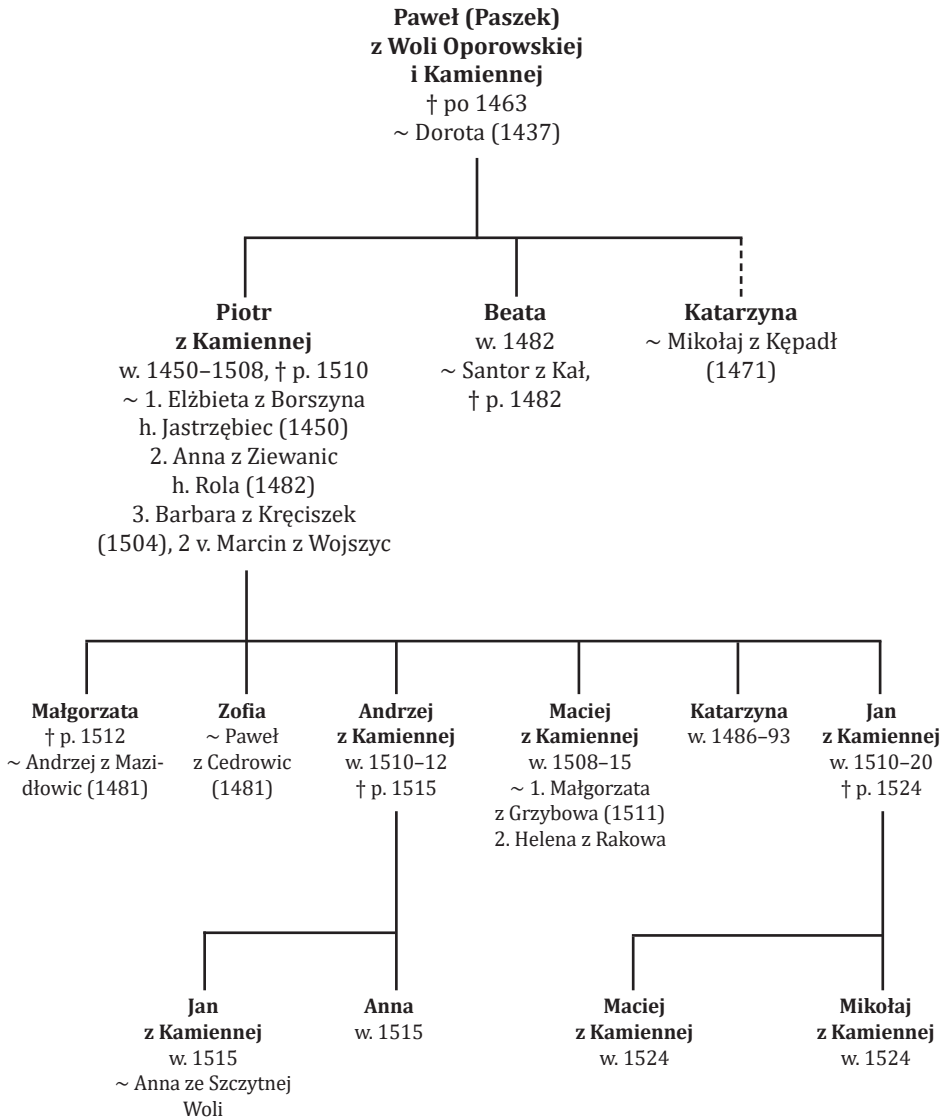 Paweł (Paszek)
z Woli Oporowskiej
i Kamiennej
† po 1463
~ Dorota (1437)
Piotr
z Kamiennej
w. 1450–1508, † p. 1510
~ 1. Elżbieta z Borszyna
h. Jastrzębiec (1450)
2. Anna z Ziewanic
h. Rola (1482)
3. Barbara z Kręciszek
(1504), 2 v. Marcin z Wojszyc
Beata
w. 1482
~ Santor z Kał,
† p. 1482
Katarzyna
~ Mikołaj z Kępadł
(1471)
Małgorzata
† p. 1512
~ Andrzej z Mazi-
dłowic (1481)
Zofia
~ Paweł
z Cedrowic
(1481)
Andrzej
z Kamiennej
w. 1510–12
† p. 1515
Maciej
z Kamiennej
w. 1508–15
~ 1. Małgorzata
z Grzybowa (1511)
2. Helena z Rakowa
Katarzyna
w. 1486–93
Jan
z Kamiennej
w. 1510–20
† p. 1524
Jan
z Kamiennej
w. 1515
~ Anna ze Szczytnej
Woli
Anna
w. 1515
Maciej
z Kamiennej
w. 1524
Mikołaj
z Kamiennej
w. 1524